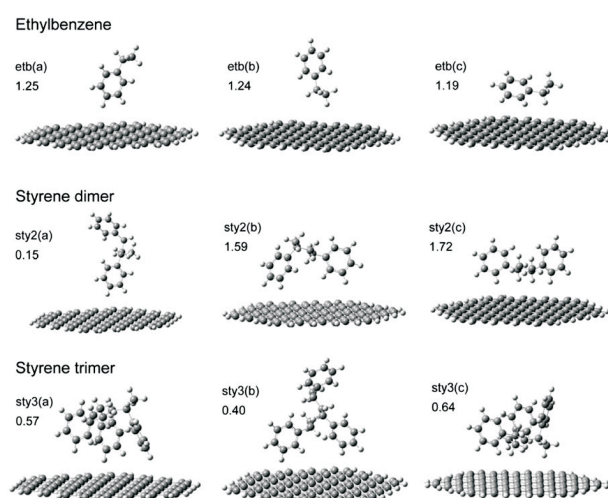 Ethylbenzene
etb(a)
1.25
etb(b)
1.24
etb(c)
1.19
Styrene dimer
sty2(a)
0.15
sty2(b)
1.59
sty2(c)
1.72
Styrene trimer
sty3(a)
0.57
sty3(b)
0.40
sty3(c)
0.64